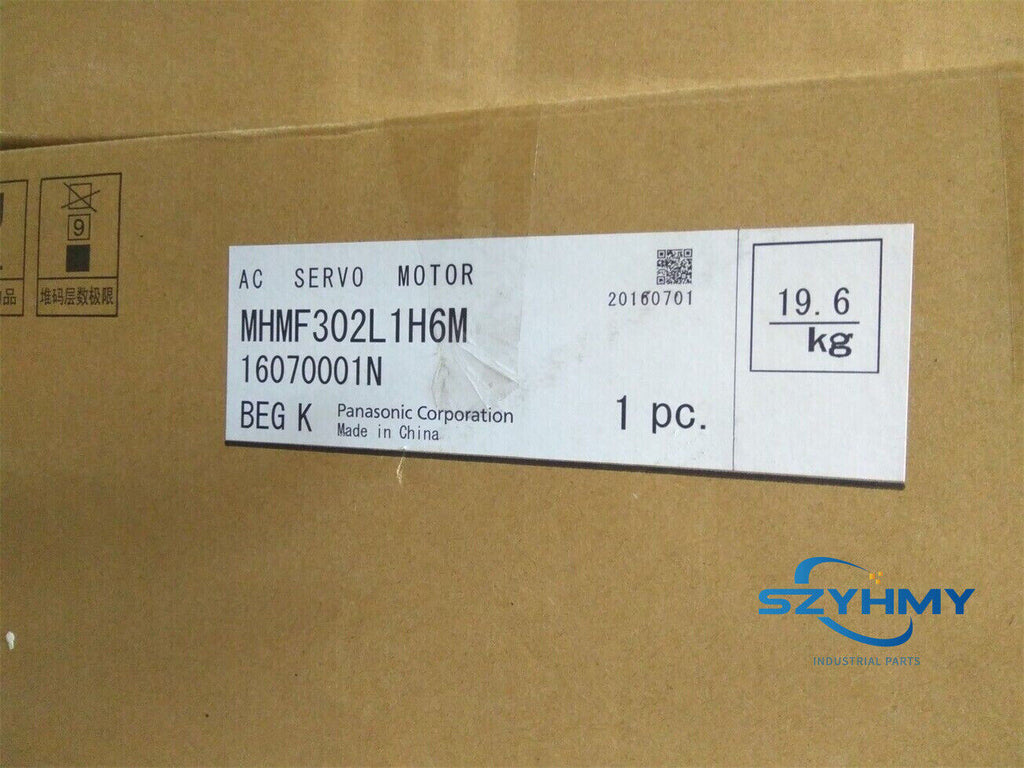 9
品
堆码层数极限
AC SERVO MOTOR
20160701
MHMF302L1H6M
16070001N
BEG K
Panasonic Corporation
Made in China
1 pc.
19.6
kg
SZYHMY
INDUSTRIAL PARTS